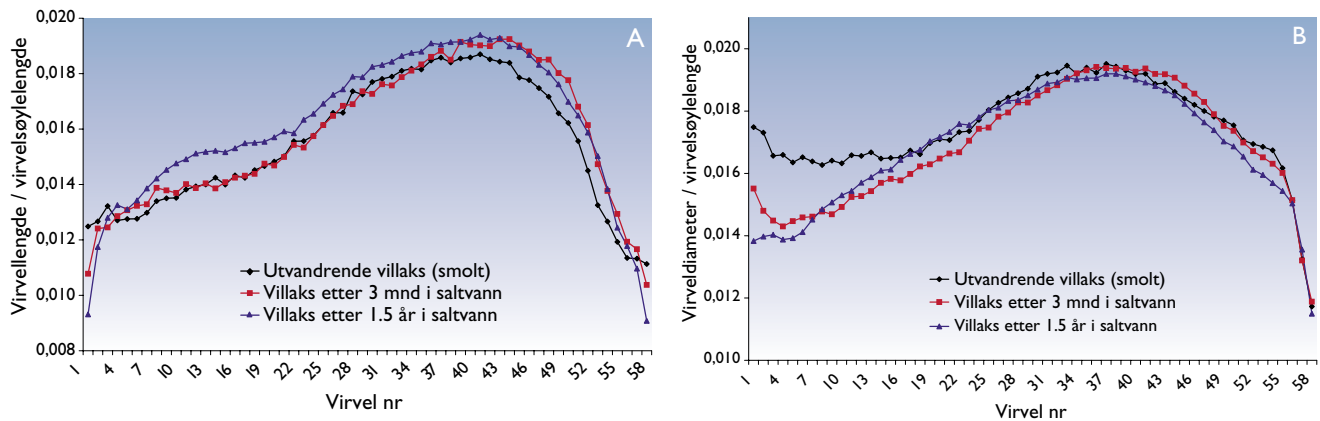 A
0,020
0,018
0,016
0,014
0,012
0,010
0,008
Virvellengde / virvelsøylelengde
Utvandrende villaks (smolt)
Villaks etter 3 mnd i saltvann
Villaks etter 1.5 år i saltvann
1 4 7 10 13 16 19 22 25 28 31 34 37 40 43 46 49 52 55 58
Virvel nr
B
0,020
0,018
0,016
0,014
0,012
0,010
Virveldiameter / virvelsøylelengde
Utvandrende villaks (smolt)
Villaks etter 3 mnd i saltvann
Villaks etter 1.5 år i saltvann
1 4 7 10 13 16 19 22 25 28 31 34 37 40 43 46 49 52 55 58
Virvel nr